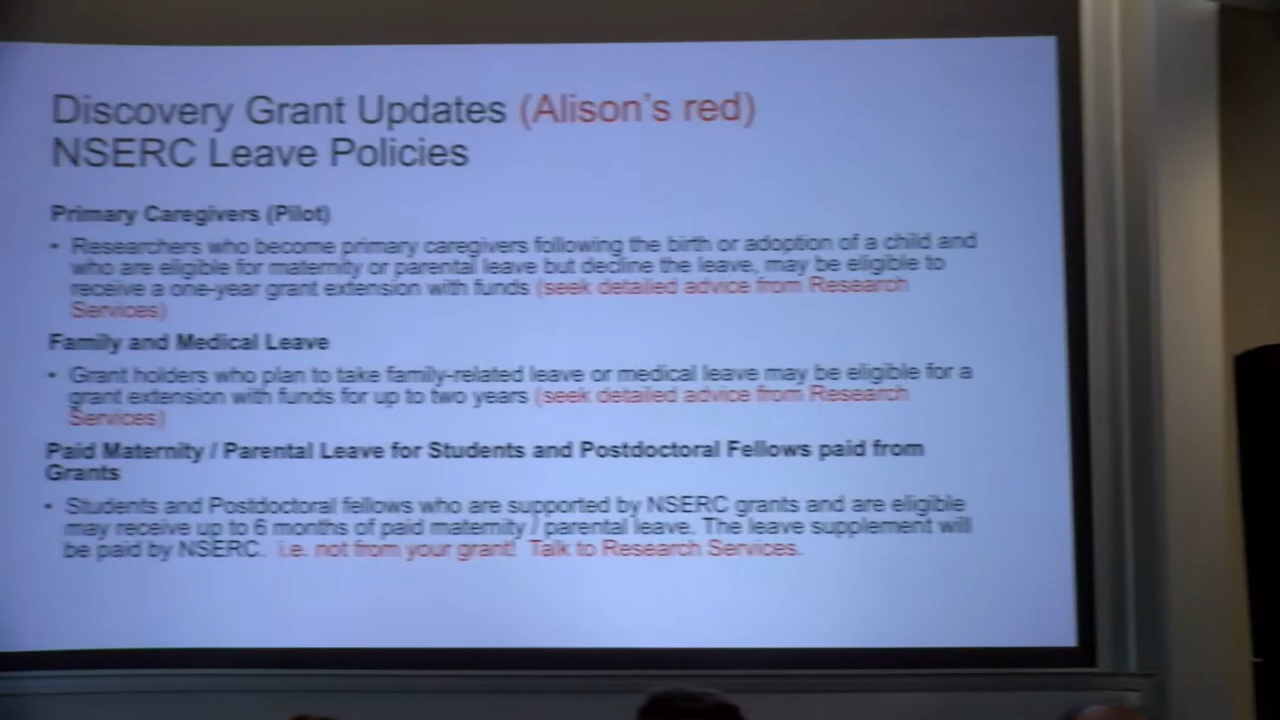 Discovery Grant Updates (Alison's red)
NSERC Leave Policies
Primary Caregivers (Pilot)
• Researchers who become primary caregivers following the birth or adoption of a child and
who are eligible for maternity or parental leave but decline the leave, may be eligible to
receive a one-year grant extension with funds (seek detailed advice from Research
Services)
Family and Medical Leave
• Grant holders who plan to take family-related leave or medical leave may be eligible for a
grant extension with funds for up to two years (seek detailed advice from Research
Services)
Paid Maternity / Parental Leave for Students and Postdoctoral Fellows paid from
Grants
• Students and Postdoctoral fellows who are supported by NSERC grants and are eligible
may receive up to 6 months of paid maternity / parental leave. The leave supplement will
be paid by NSERC. i.e. not from your grant! Talk to Research Services.